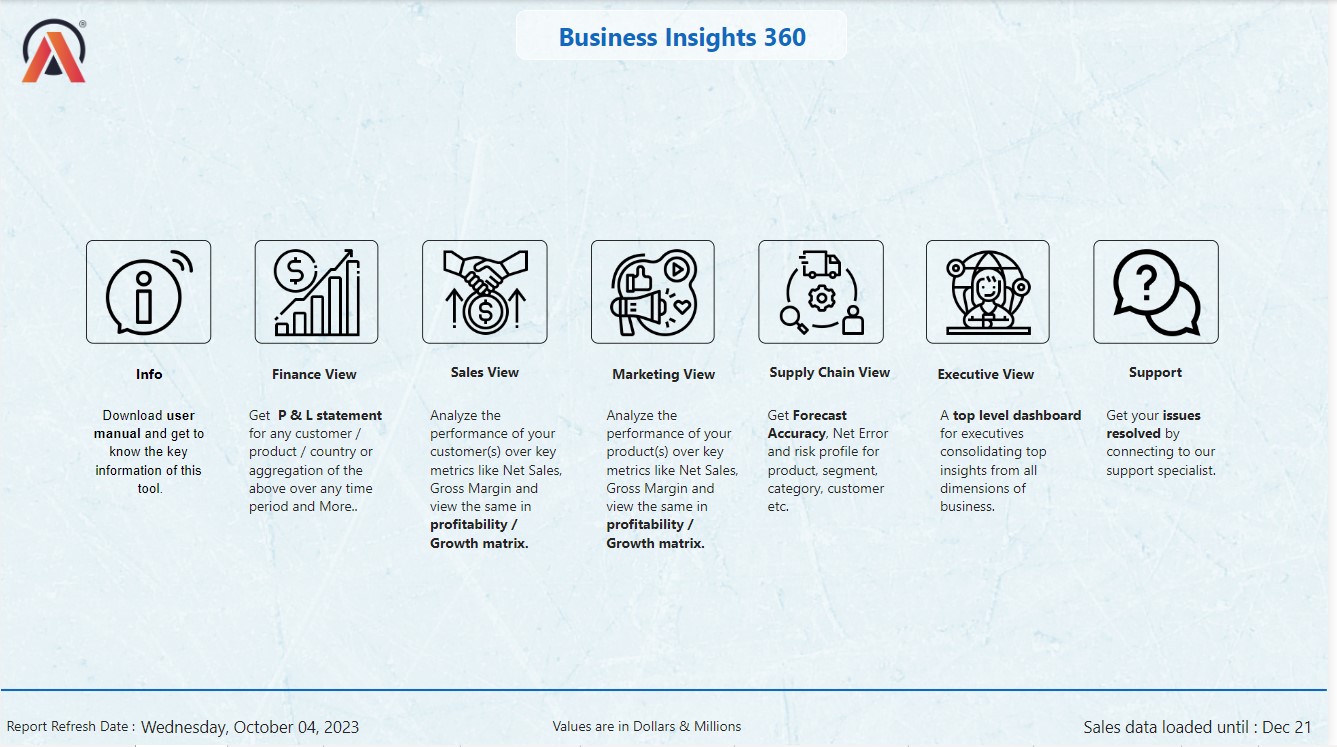 ®
Business Insights 360
Info
Download user
manual and get to
know the key
information of this
tool.
Finance View
Get  P & L statement
for any customer /
product / country or
aggregation of the
above over any time
period and More..
Sales View
Analyze the
performance of your
customer(s) over key
metrics like Net Sales,
Gross Margin and
view the same in
profitability /
Growth matrix.
Marketing View
Analyze the
performance of your
product(s) over key
metrics like Net Sales,
Gross Margin and
view the same in
profitability /
Growth matrix.
Supply Chain View
Get Forecast
Accuracy, Net Error
and risk profile for
product, segment,
category, customer
etc.
Executive View
A top level dashboard
for executives
consolidating top
insights from all
dimensions of
business.
Support
Get your issues
resolved by
connecting to our
support specialist.
Report Refresh Date : Wednesday, October 04, 2023
Values are in Dollars & Millions
Sales data loaded until : Dec 21